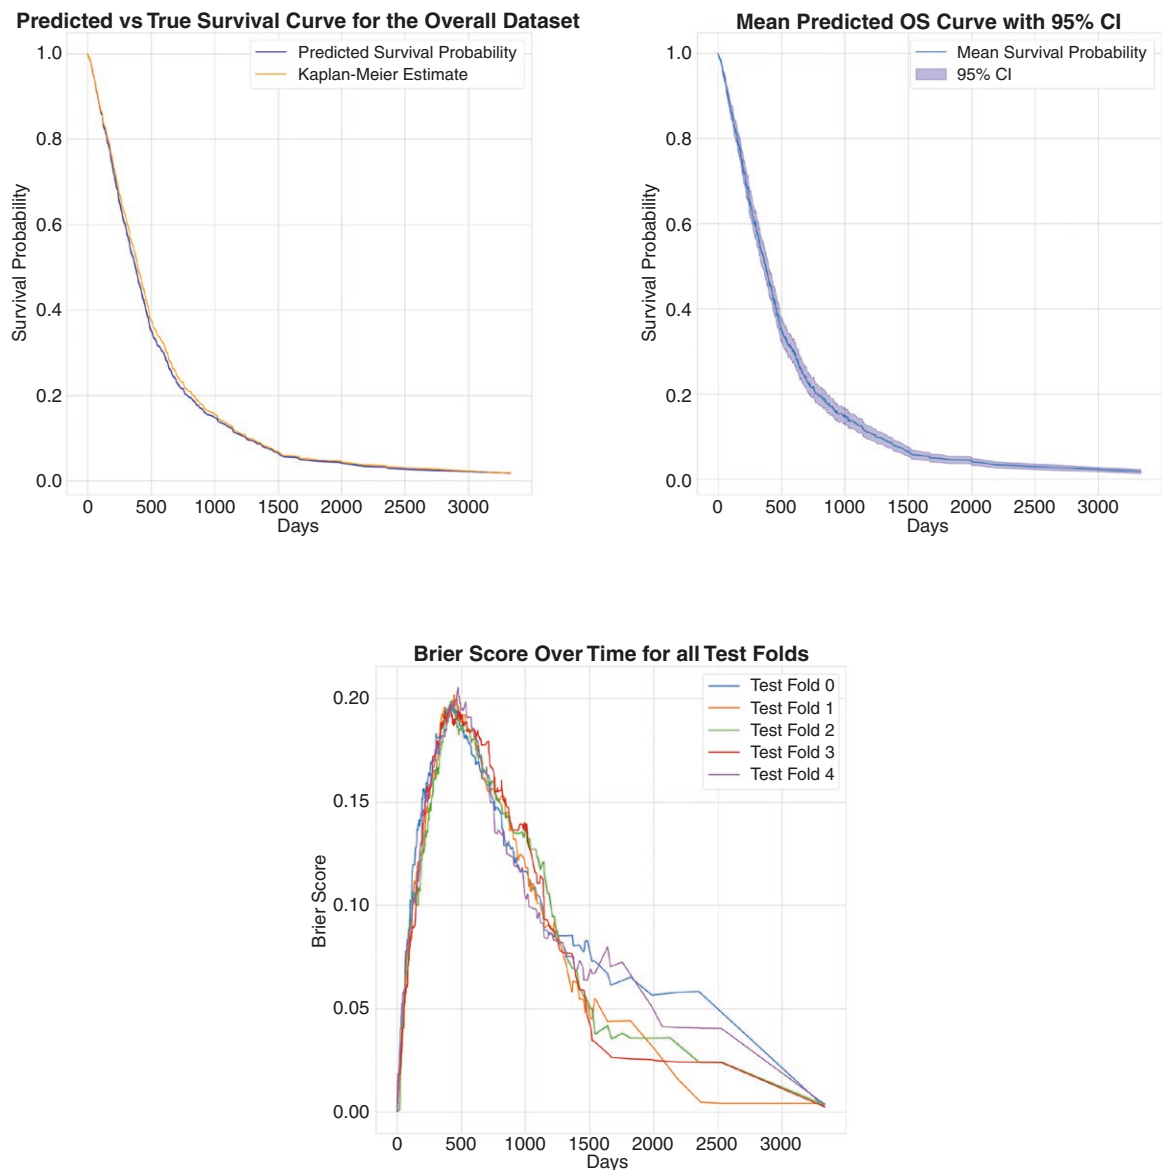 Predicted vs True Survival Curve for the Overall Dataset
Predicted Survival Probability
Kaplan-Meier Estimate
Survival Probability
1.0
0.8
0.6
0.4
0.2
0.0
0 500 1000 1500 2000 2500 3000
Days
Mean Predicted OS Curve with 95% CI
Mean Survival Probability
95% CI
Survival Probability
1.0
0.8
0.6
0.4
0.2
0.0
0 500 1000 1500 2000 2500 3000
Days
Brier Score Over Time for all Test Folds
Test Fold 0
Test Fold 1
Test Fold 2
Test Fold 3
Test Fold 4
Brier Score
0.20
0.15
0.10
0.05
0.00
0 500 1000 1500 2000 2500 3000
Days